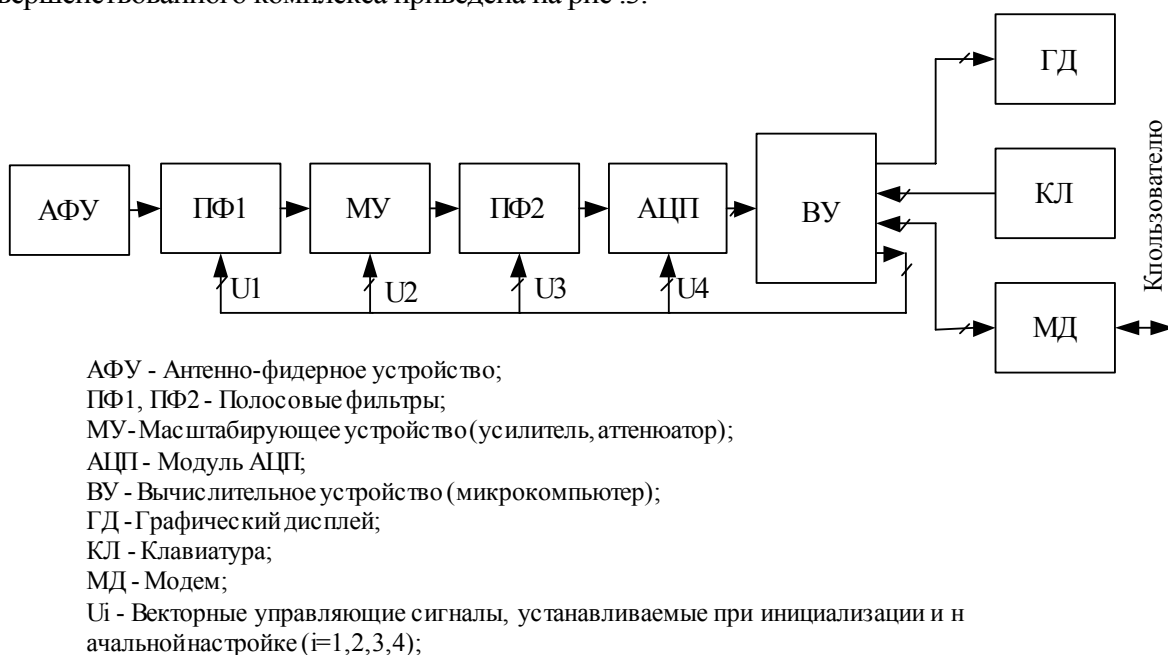 вершенствованного комплекса приведена на рис .3.
ГД
АФУ
ПФ1
МУ
ПФ2
АЦП
ВУ
КЛ
Кпользователю
U1
U2
U3
U4
МД
АФУ - Антенно-фидерное устройство;
ПФ1, ПФ2 - Полосовые фильтры;
МУ- Масштабирующее устройство (усилитель, аттенюатор);
АЦП - Модуль АЦП;
ВУ - Вычислительное устройство (микрокомпьютер);
ГД - Графический дисплей;
КЛ - Клавиатура;
МД - Модем;
Ui - Векторные управляющие сигналы, устанавливаемые при инициализации и н
ачальнойнастройке (i=1,2,3,4);